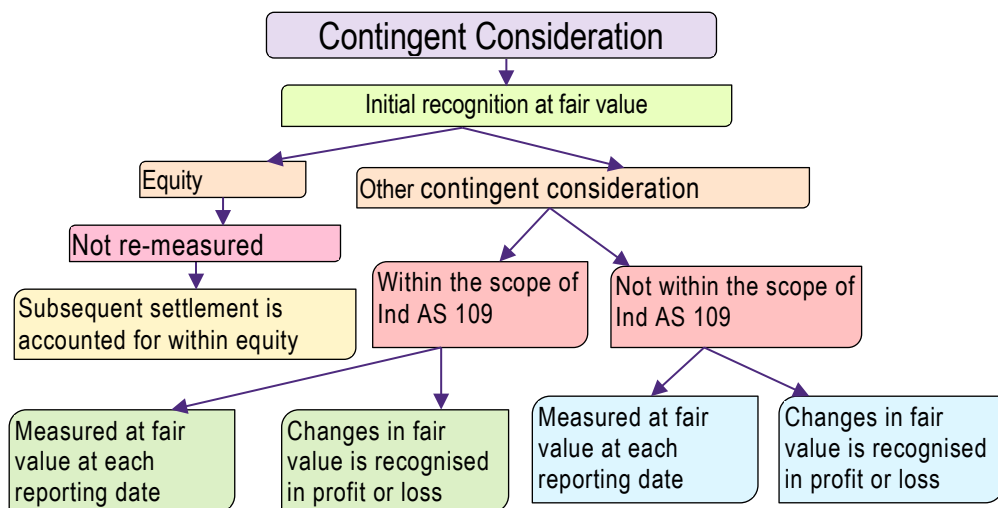 Contingent Consideration
Initial recognition at fair value
Equity
Other contingent consideration
Not re-measured
Subsequent settlement is
accounted for within equity
Within the scope of
Ind AS 109
Not within the scope of
Ind AS 109
Measured at fair
value at each
reporting date
Changes in fair
value is recognised
in profit or loss
Measured at fair
value at each
reporting date
Changes in fair
value is recognised
in profit or loss